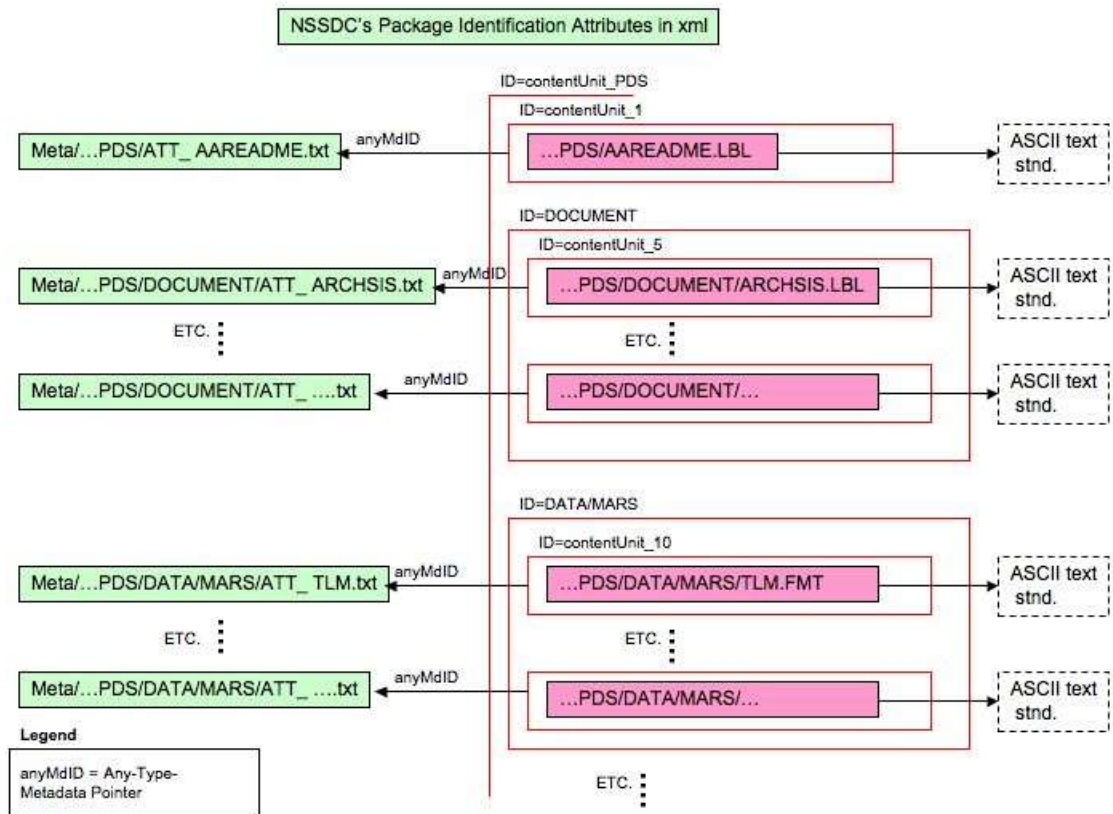 NSSDC's Package Identification Attributes in xml
ID=contentUnit_PDS
ID=contentUnit_1
Meta/...PDS/ATT_ AAREADME.txt
anyMdID
...PDS/AAREADME.LBL
ASCII text
stnd.
ID=DOCUMENT
ID=contentUnit_5
Meta/...PDS/DOCUMENT/ATT_ ARCHSIS.txt
anyMdID
...PDS/DOCUMENT/ARCHSIS.LBL
ASCII text
stnd.
ETC.
ETC.
Meta/...PDS/DOCUMENT/ATT_ ....txt
anyMdID
...PDS/DOCUMENT/...
ASCII text
stnd.
ID=DATA/MARS
ID=contentUnit_10
Meta/...PDS/DATA/MARS/ATT_ TLM.txt
anyMdID
...PDS/DATA/MARS/TLM.FMT
ASCII text
stnd.
ETC.
ETC.
Meta/...PDS/DATA/MARS/ATT_ ....txt
anyMdID
...PDS/DATA/MARS/...
ASCII text
stnd.
Legend
anyMdID = Any-Type-
Metadata Pointer
ETC.